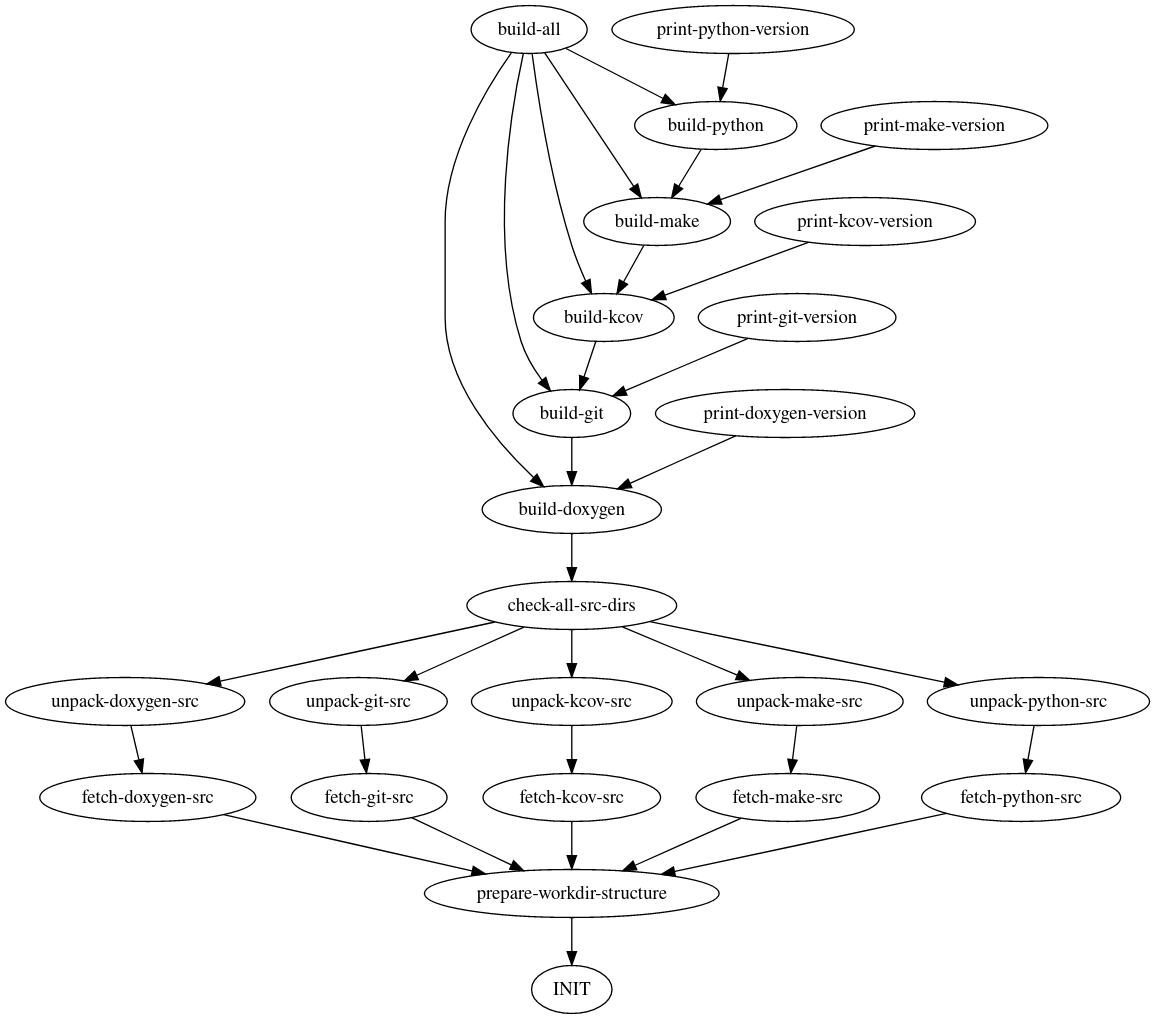 build-all
print-python-version
build-python
print-make-version
build-make
print-kcov-version
build-kcov
print-git-version
build-git
print-doxygen-version
build-doxygen
check-all-src-dirs
unpack-doxygen-src
unpack-git-src
unpack-kcov-src
unpack-make-src
unpack-python-src
fetch-doxygen-src
fetch-git-src
fetch-kcov-src
fetch-make-src
fetch-python-src
prepare-workdir-structure
INIT